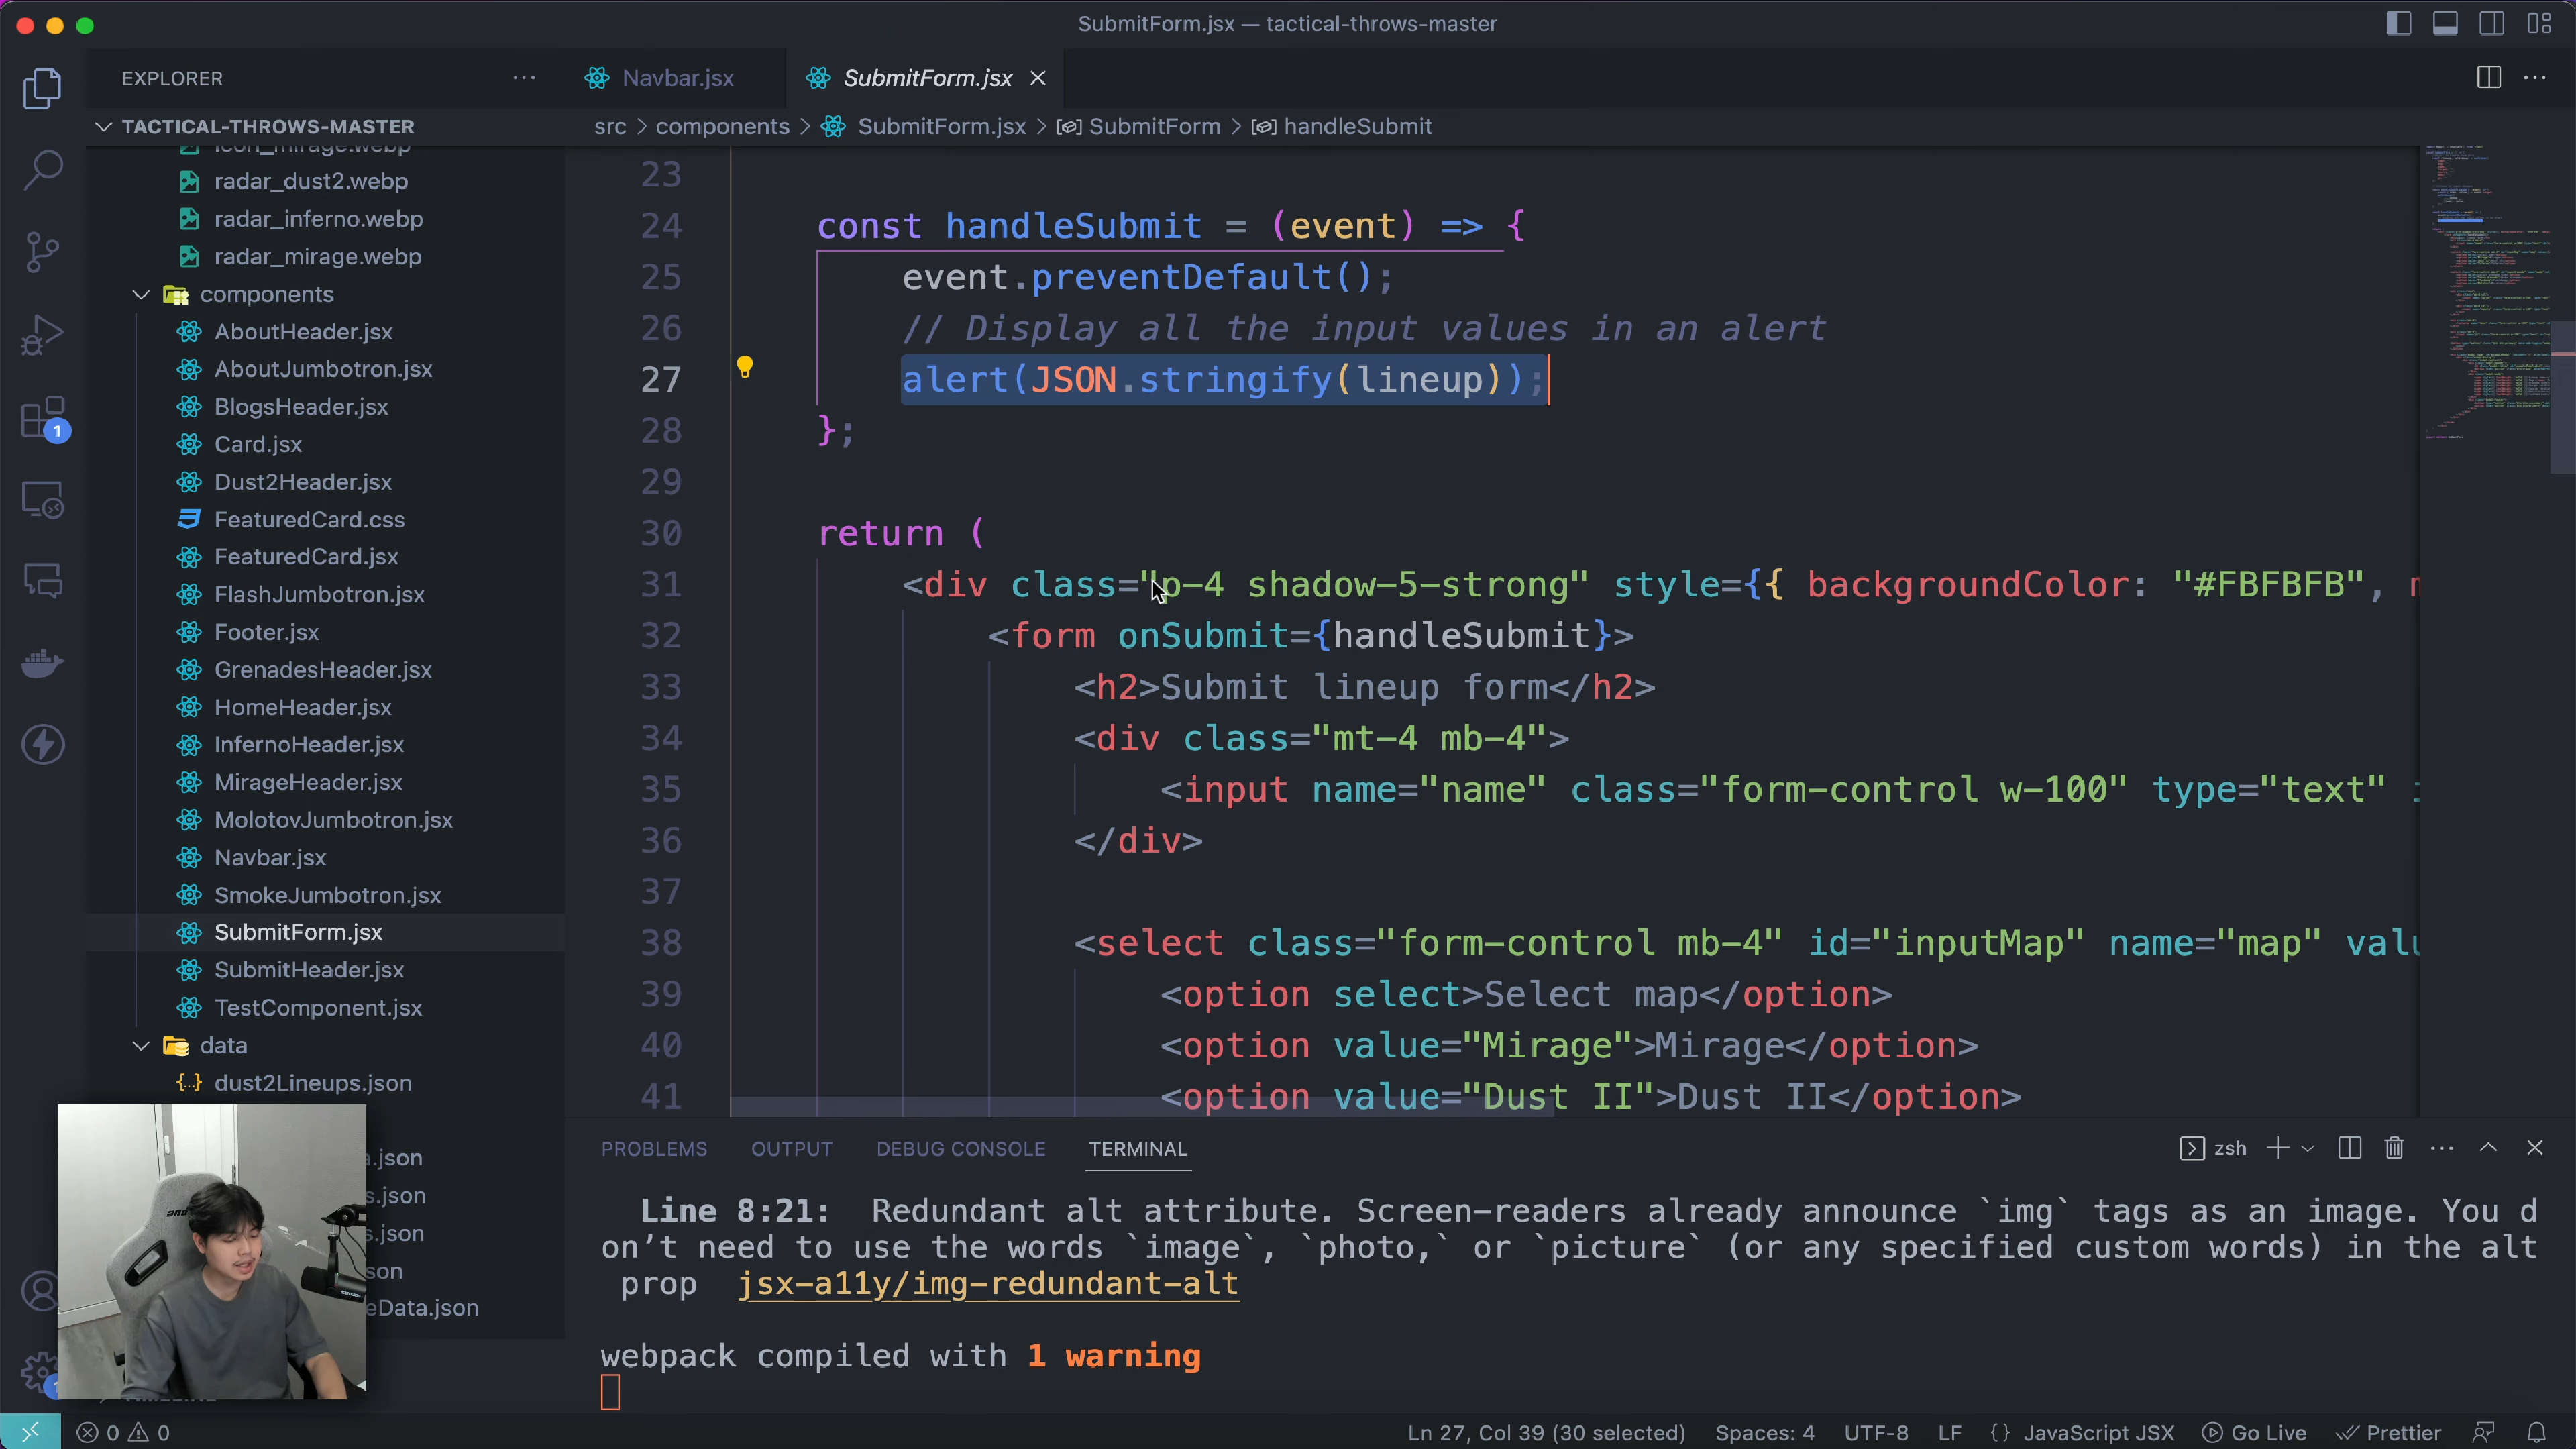 SubmitForm.jsx — tactical-throws-master
EXPLORER
Navbar.jsx
SubmitForm.jsx
TACTICAL-THROWS-MASTER
src > components > SubmitForm.jsx > SubmitForm > handleSubmit
icon_mirage.webp
radar_dust2.webp
radar_inferno.webp
radar_mirage.webp
components
AboutHeader.jsx
AboutJumbotron.jsx
BlogsHeader.jsx
Card.jsx
Dust2Header.jsx
FeaturedCard.css
FeaturedCard.jsx
FlashJumbotron.jsx
Footer.jsx
GrenadesHeader.jsx
HomeHeader.jsx
InfernoHeader.jsx
MirageHeader.jsx
MolotovJumbotron.jsx
Navbar.jsx
SmokeJumbotron.jsx
SubmitForm.jsx
SubmitHeader.jsx
TestComponent.jsx
data
dust2Lineups.json
.json
s.json
s.json
son
eData.json
1
23
24 const handleSubmit = (event) => {
25 event.preventDefault();
26 // Display all the input values in an alert
27 alert(JSON.stringify(lineup));
28 };
29
30 return (
31 <div class="p-4 shadow-5-strong" style={{ backgroundColor: "#FBFBFB", m
32 <form onSubmit={handleSubmit}>
33 <h2>Submit lineup form</h2>
34 <div class="mt-4 mb-4">
35 <input name="name" class="form-control w-100" type="text" i
36 </div>
37
38 <select class="form-control mb-4" id="inputMap" name="map" valu
39 <option select>Select map</option>
40 <option value="Mirage">Mirage</option>
41 <option value="Dust II">Dust II</option>
PROBLEMS OUTPUT DEBUG CONSOLE TERMINAL
zsh
Line 8:21: Redundant alt attribute. Screen-readers already announce `img` tags as an image. You d
on't need to use the words `image`, `photo,` or `picture` (or any specified custom words) in the alt
prop jsx-a11y/img-redundant-alt
webpack compiled with 1 warning
0 0
Ln 27, Col 39 (30 selected) Spaces: 4 UTF-8 LF {} JavaScript JSX Go Live Prettier